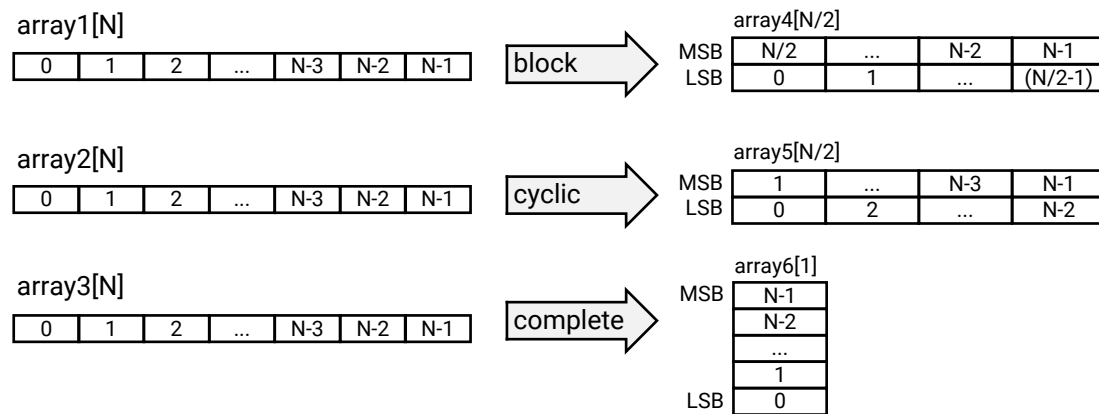 array1[N]
0 1 2 ... N-3 N-2 N-1
block
array4[N/2]
MSB N/2 ... N-2 N-1
LSB 0 1 ... (N/2-1)
array2[N]
0 1 2 ... N-3 N-2 N-1
cyclic
array5[N/2]
MSB 1 ... N-3 N-1
LSB 0 2 ... N-2
array3[N]
0 1 2 ... N-3 N-2 N-1
complete
array6[1]
MSB N-1
N-2
...
1
LSB 0